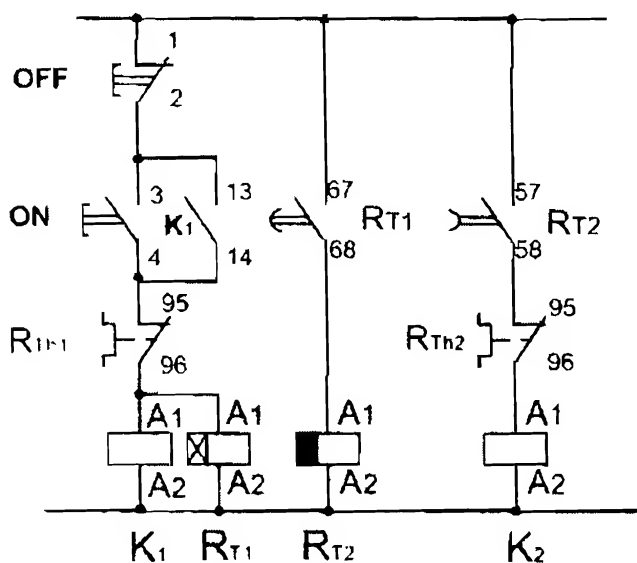 1
OFF
2
3 13 67 57
ON K1 RT1 RT2
4 14 68 58
95 95
RTh1 RTh2
96 96
A1 A1 A1 A1
A2 A2 A2 A2
K1 RT1 RT2 K2